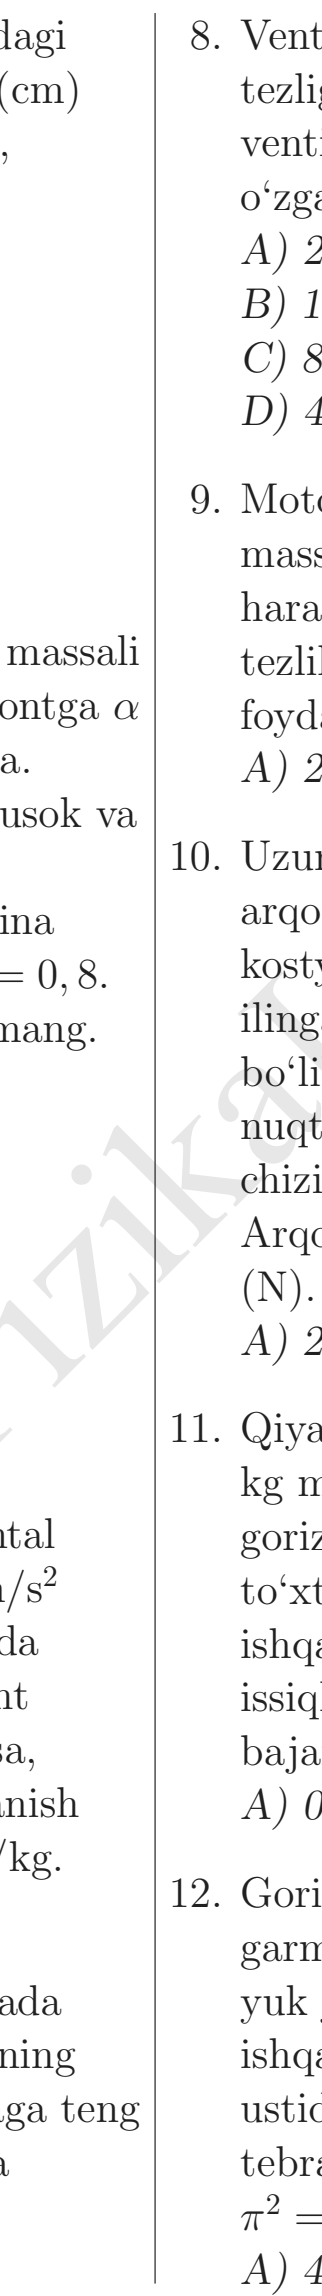 dagi
(cm)
,
massali
ontga α
a.
usok va
ina
= 0, 8.
mang.
ntal
m/s²
da
nt
sa,
anish
/kg.
ada
ning
aga teng
a
8. Vent
tezlig
venti
o‘zga
A) 2
B) 1
C) 8
D) 4
9. Moto
mass
hara
tezlil
foyda
A) 2
10. Uzun
arqo
kosty
iling
bo‘li
nuqt
chizi
Arqo
(N).
A) 2
11. Qiya
kg m
goriz
to‘xt
ishqa
issiql
baja
A) 0
12. Gori
garm
yuk
ishqa
ustid
tebra
π² =
A) 4
izika